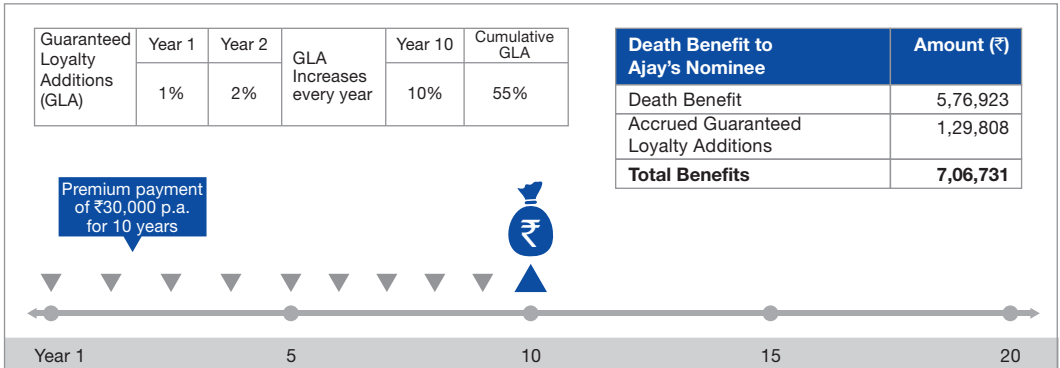 Guaranteed
Loyalty
Additions
(GLA)
Year 1
Year 2
GLA
Increases
every year
Year 10
Cumulative
GLA
1%
2%
10%
55%
Death Benefit to
Ajay's Nominee
Amount (₹)
Death Benefit
5,76,923
Accrued Guaranteed
Loyalty Additions
1,29,808
Total Benefits
7,06,731
Premium payment
of ₹30,000 p.a.
for 10 years
₹
Year 1
5
10
15
20